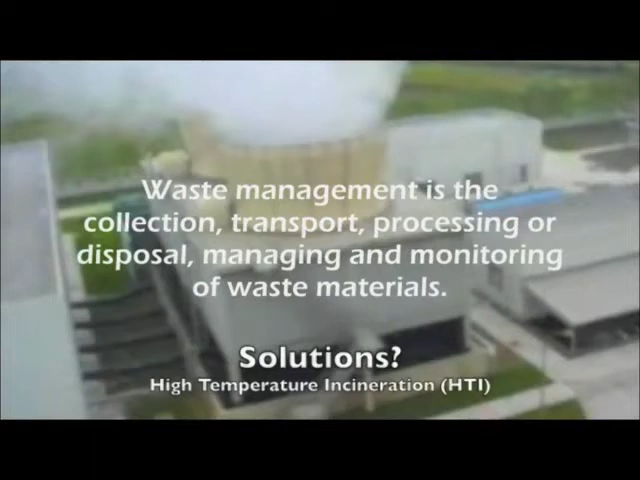 Waste management is the
collection, transport, processing or
disposal, managing and monitoring
of waste materials.
Solutions?
High Temperature Incineration (HTI)